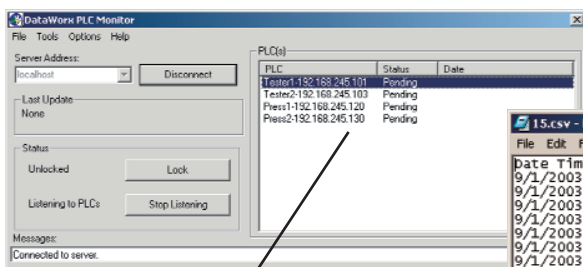 DataWorx PLC Monitor
File Tools Options Help
Server Address:
localhost
Disconnect
Last Update
None
Status
Unlocked
Lock
Listening to PLCs
Stop Listening
Messages:
Connected to server.
PLC(s)
PLC Status Date
Tester1-192.168.245.101 Pending
Tester2-192.168.245.103 Pending
Press1-192.168.245.120 Pending
Press2-192.168.245.130 Pending
15.csv -
File Edit F
Date Tim
9/1/2003
9/1/2003
9/1/2003
9/1/2003
9/1/2003
9/1/2003
9/1/2003